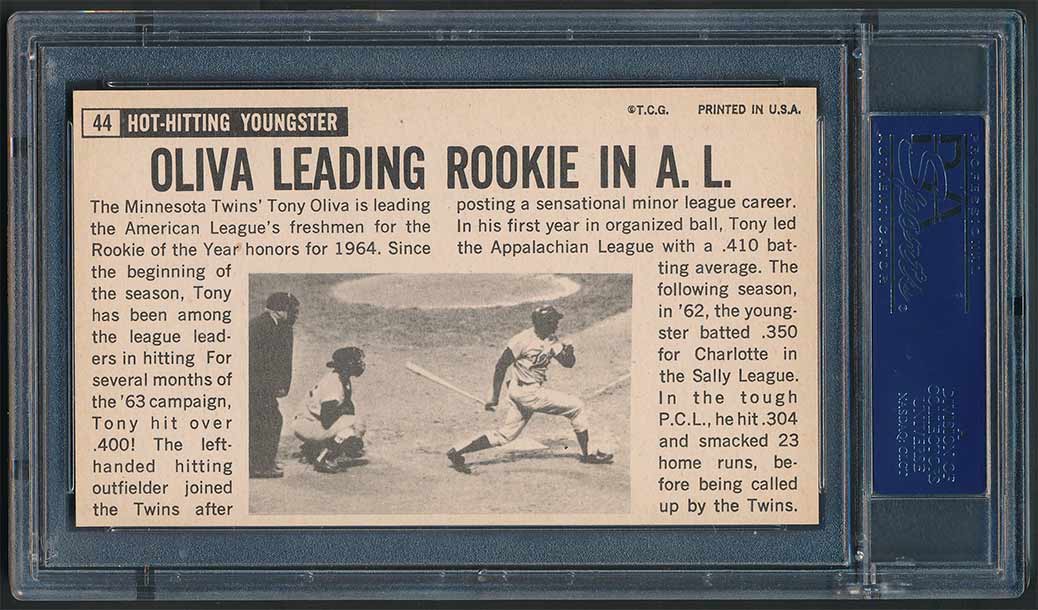 44 HOT-HITTING YOUNGSTER
©T.C.G. PRINTED IN U.S.A.
OLIVA LEADING ROOKIE IN A. L.
The Minnesota Twins' Tony Oliva is leading
the American League's freshmen for the
Rookie of the Year honors for 1964. Since
the beginning of
the season, Tony
has been among
the league lead-
ers in hitting For
several months of
the '63 campaign,
Tony hit over
.400! The left-
handed hitting
outfielder joined
the Twins after
posting a sensational minor league career.
In his first year in organized ball, Tony led
the Appalachian League with a .410 bat-
ting average. The
following season,
in '62, the young-
ster batted .350
for Charlotte in
the Sally League.
In the tough
P.C.L., he hit .304
and smacked 23
home runs, be-
fore being called
up by the Twins.
PSA